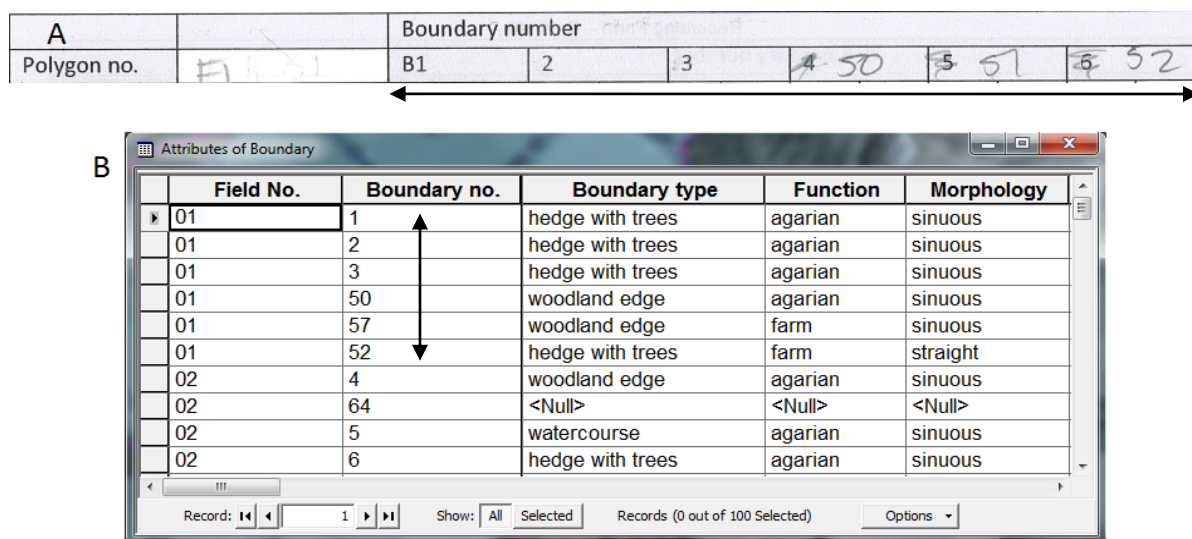 A Boundary number
Polygon no. F1 B1 2 3 4 50 5 51 6 52
B
Attributes of Boundary
Field No. Boundary no. Boundary type Function Morphology
01 1 hedge with trees agarian sinuous
01 2 hedge with trees agarian sinuous
01 3 hedge with trees agarian sinuous
01 50 woodland edge agarian sinuous
01 57 woodland edge farm sinuous
01 52 hedge with trees farm straight
02 4 woodland edge agarian sinuous
02 64 <Null> <Null> <Null>
02 5 watercourse agarian sinuous
02 6 hedge with trees agarian sinuous
Record: 1 Show: All Selected Records (0 out of 100 Selected) Options